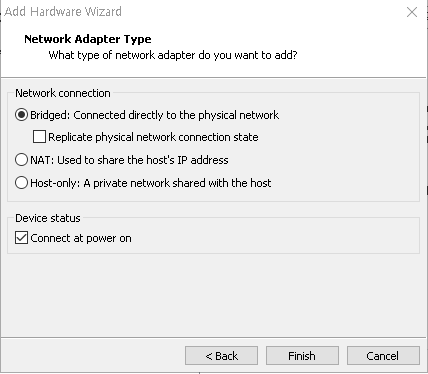 Add Hardware Wizard
Network Adapter Type
What type of network adapter do you want to add?
Network connection
Bridged: Connected directly to the physical network
Replicate physical network connection state
NAT: Used to share the host's IP address
Host-only: A private network shared with the host
Device status
Connect at power on
< Back Finish Cancel